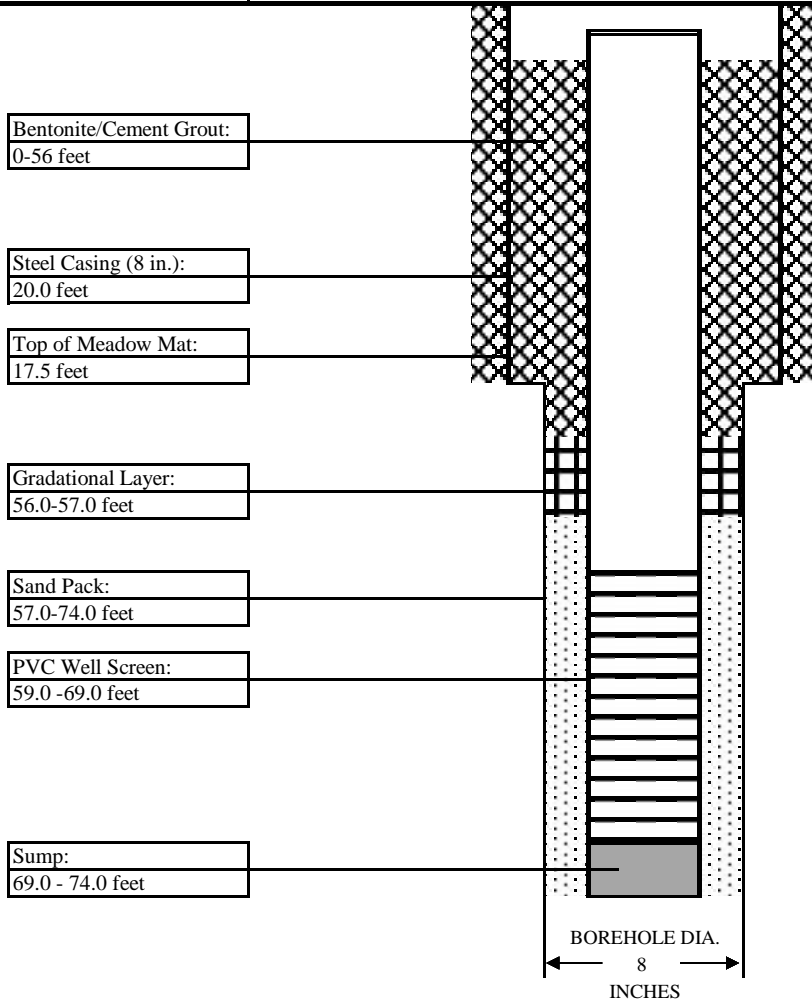 Bentonite/Cement Grout:
0-56 feet
Steel Casing (8 in.):
20.0 feet
Top of Meadow Mat:
17.5 feet
Gradational Layer:
56.0-57.0 feet
Sand Pack:
57.0-74.0 feet
PVC Well Screen:
59.0 -69.0 feet
Sump:
69.0 - 74.0 feet
BOREHOLE DIA.
8
INCHES